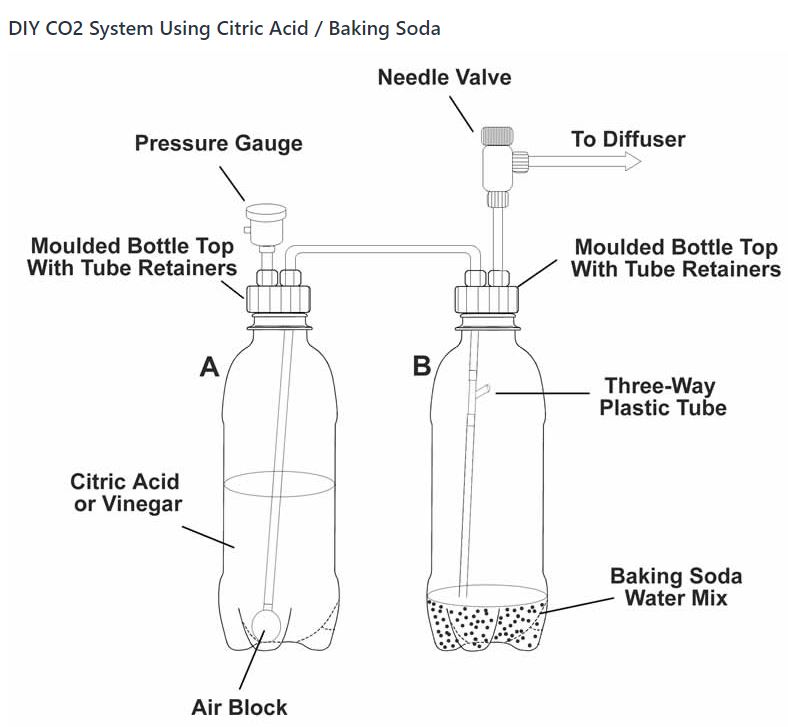 DIY CO2 System Using Citric Acid / Baking Soda
Needle Valve
Pressure Gauge
To Diffuser
Moulded Bottle Top
With Tube Retainers
Moulded Bottle Top
With Tube Retainers
A
B
Three-Way
Plastic Tube
Citric Acid
or Vinegar
Baking Soda
Water Mix
Air Block